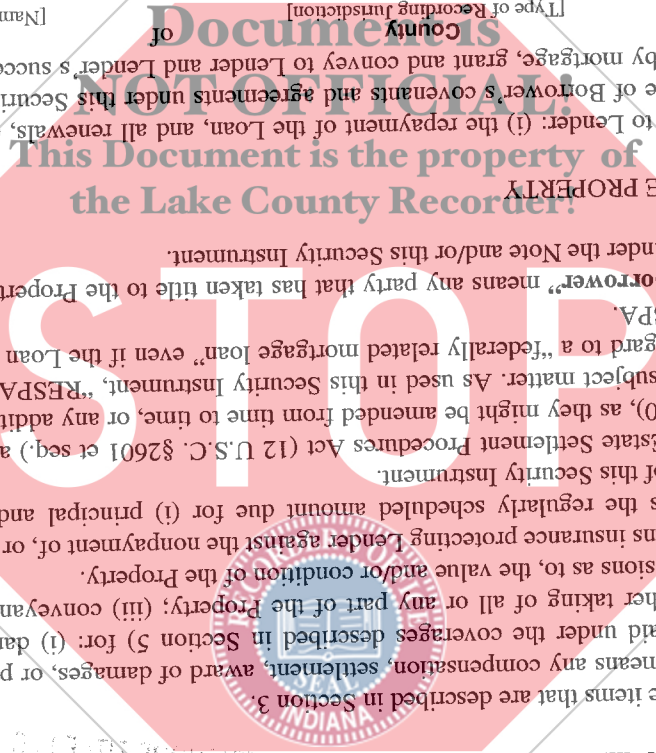 e items that are described in Section 3.
means any compensation, settlement, award of damages, or p
aid under the coverages described in Section 5) for: (i) da
her taking of all or any part of the Property; (iii) conveyan
sions as to, the value and/or condition of the Property.
ns insurance protecting Lender against the nonpayment of, or
s the regularly scheduled amount due for (i) principal and
of this Security Instrument.
Estate Settlement Procedures Act (12 U.S.C. §2601 et seq.) a
0), as they might be amended from time to time, or any addit
subject matter. As used in this Security Instrument, "RESPA
gard to a "federally related mortgage loan" even if the Loan
SPA.
orrower" means any party that has taken title to the Propert
nder the Note and/or this Security Instrument.
E PROPERTY
to Lender: (i) the repayment of the Loan, and all renewals,
e of Borrower's covenants and agreements under this Securi
by mortgage, grant and convey to Lender and Lender's succes
County of
[Type of Recording Jurisdiction] [Nam
Document is
NOT OFFICIAL!
This Document is the property of
the Lake County Recorder!
STOP
RECORDER OF
SEAL
INDIANA